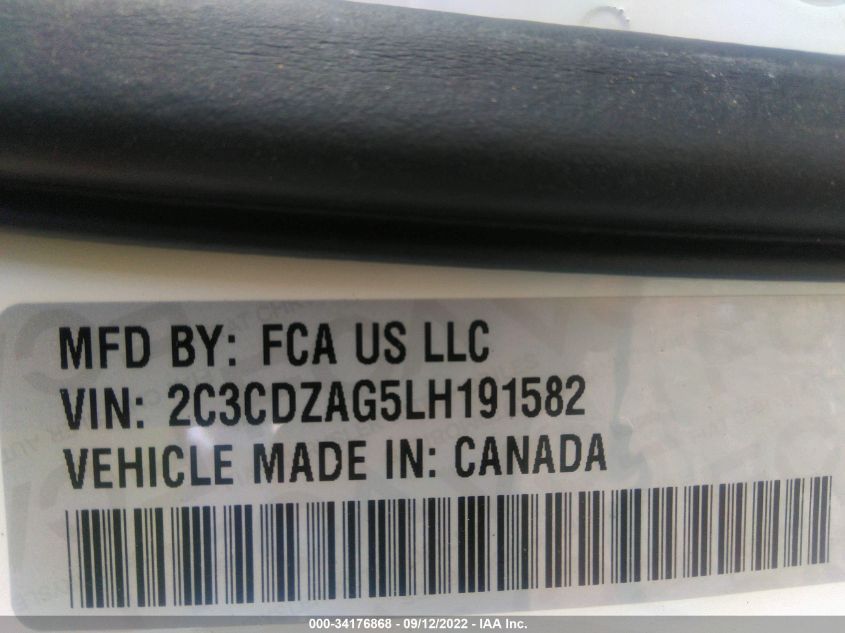 MFD BY: FCA US LLC
VIN: 2C3CDZAG5LH191582
VEHICLE MADE IN: CANADA
000-34176868 - 09/12/2022 - IAA Inc.